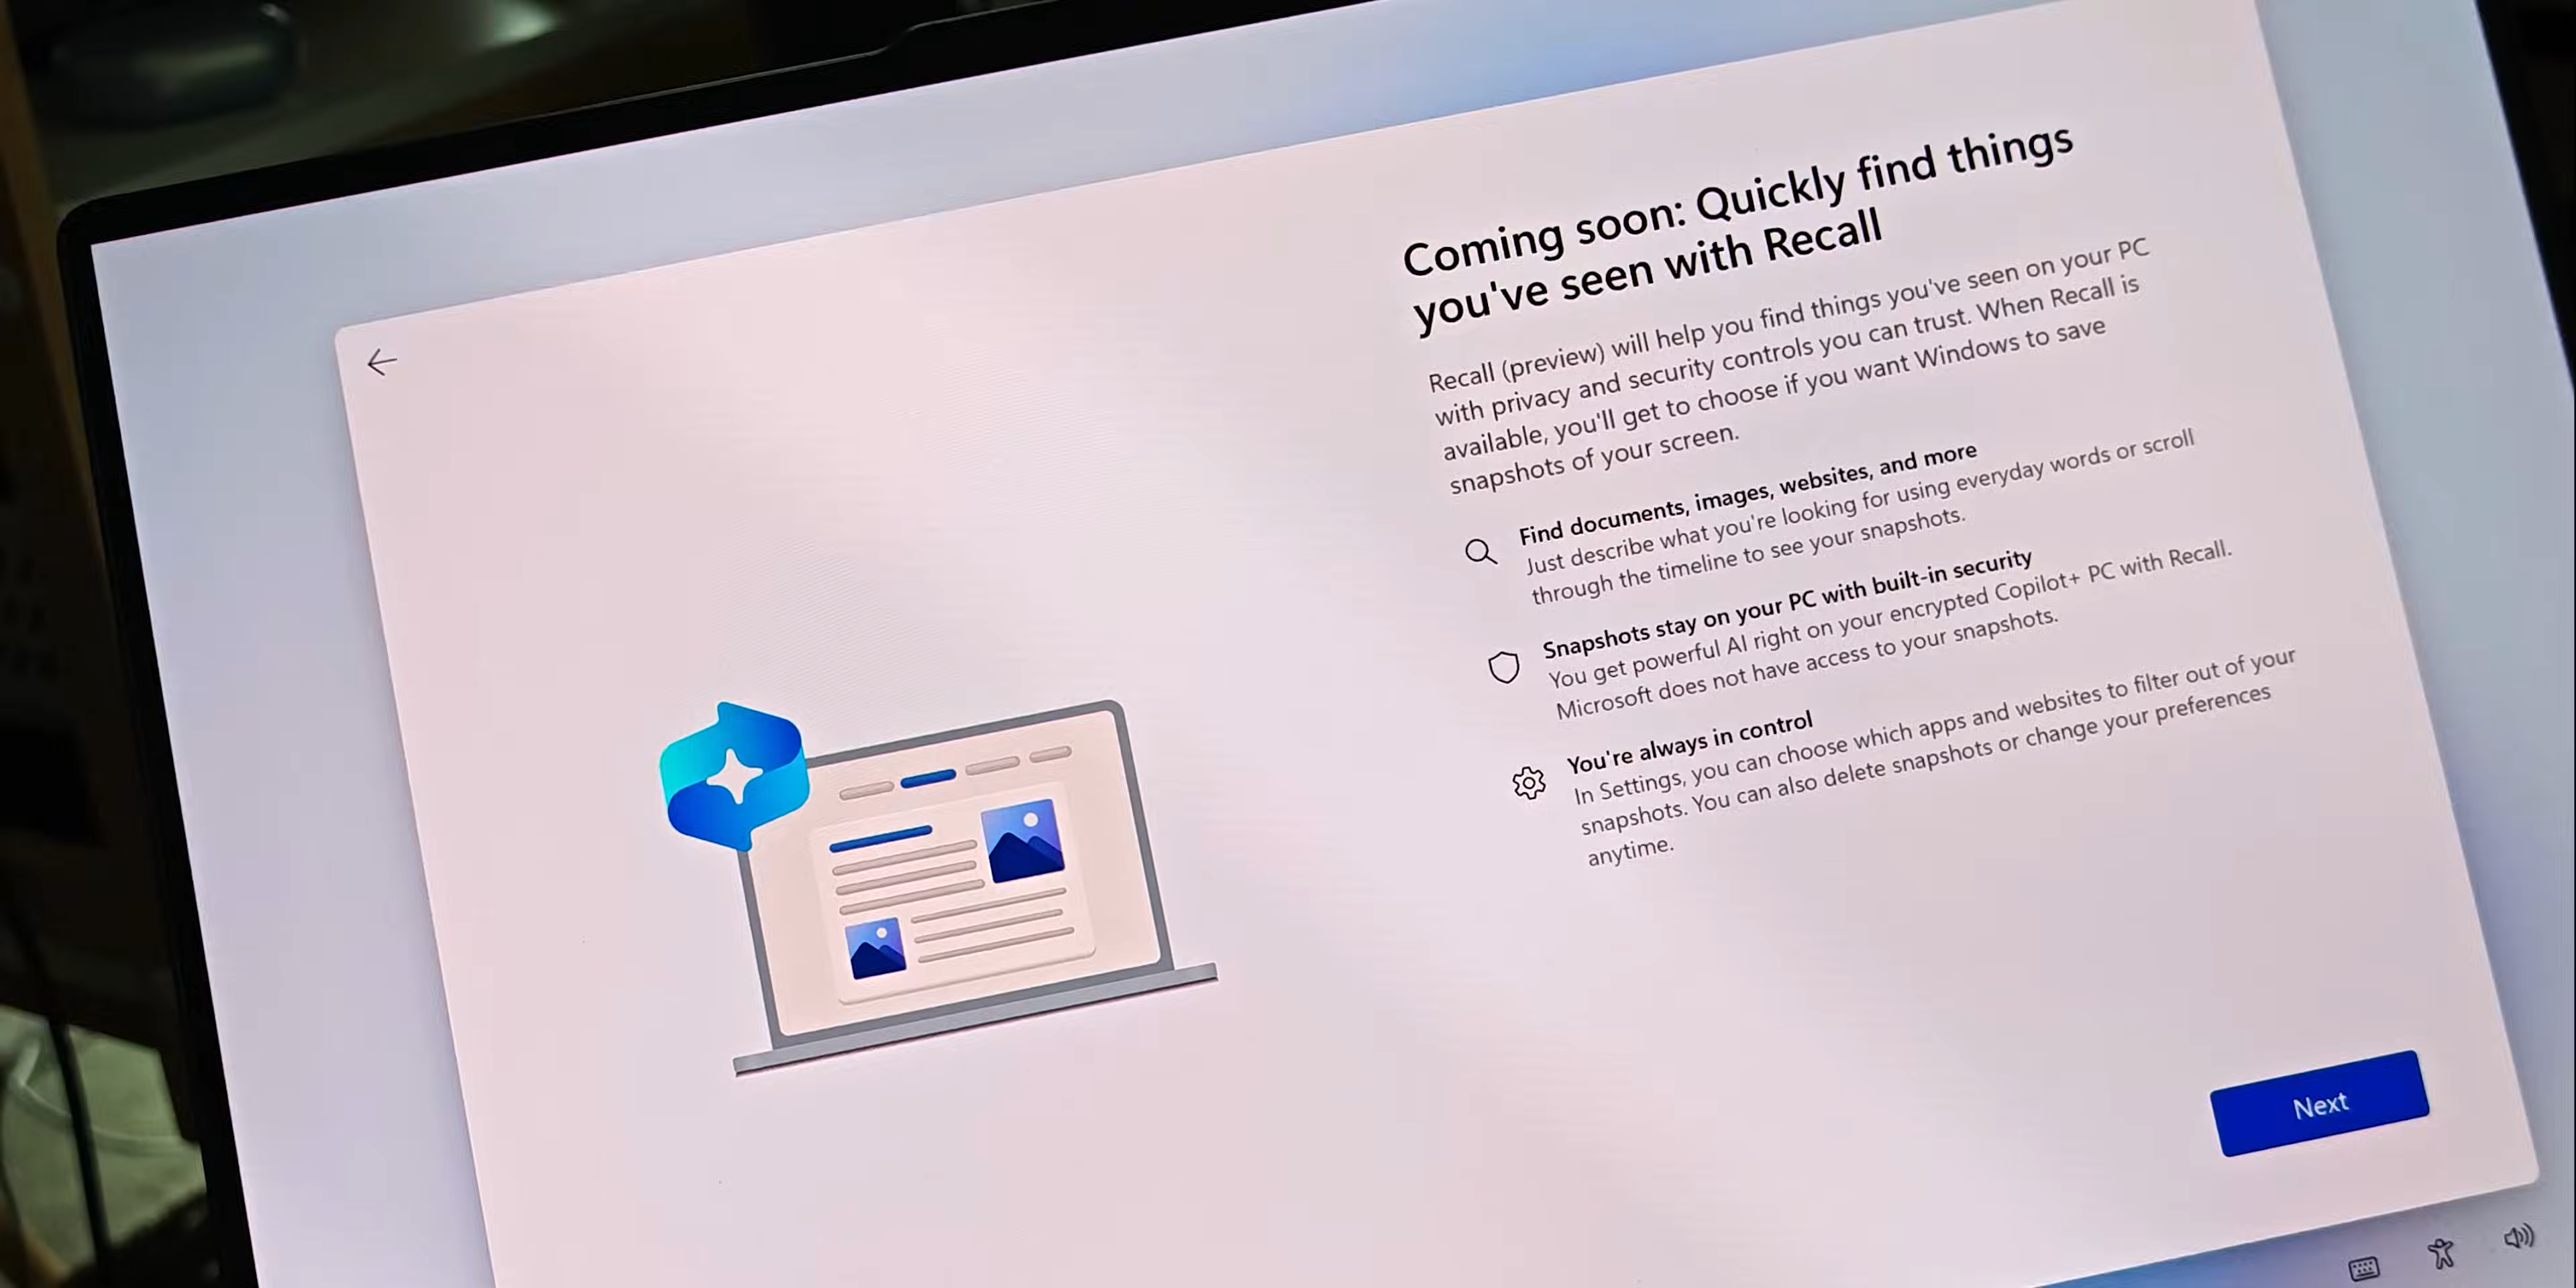 Coming soon: Quickly find things
you've seen with Recall
Recall (preview) will help you find things you've seen on your PC
with privacy and security controls you can trust. When Recall is
available, you'll get to choose if you want Windows to save
snapshots of your screen.
Find documents, images, websites, and more
Just describe what you're looking for using everyday words or scroll
through the timeline to see your snapshots.
Snapshots stay on your PC with built-in security
You get powerful AI right on your encrypted Copilot+ PC with Recall.
Microsoft does not have access to your snapshots.
You're always in control
In Settings, you can choose which apps and websites to filter out of your
snapshots. You can also delete snapshots or change your preferences
anytime.
Next